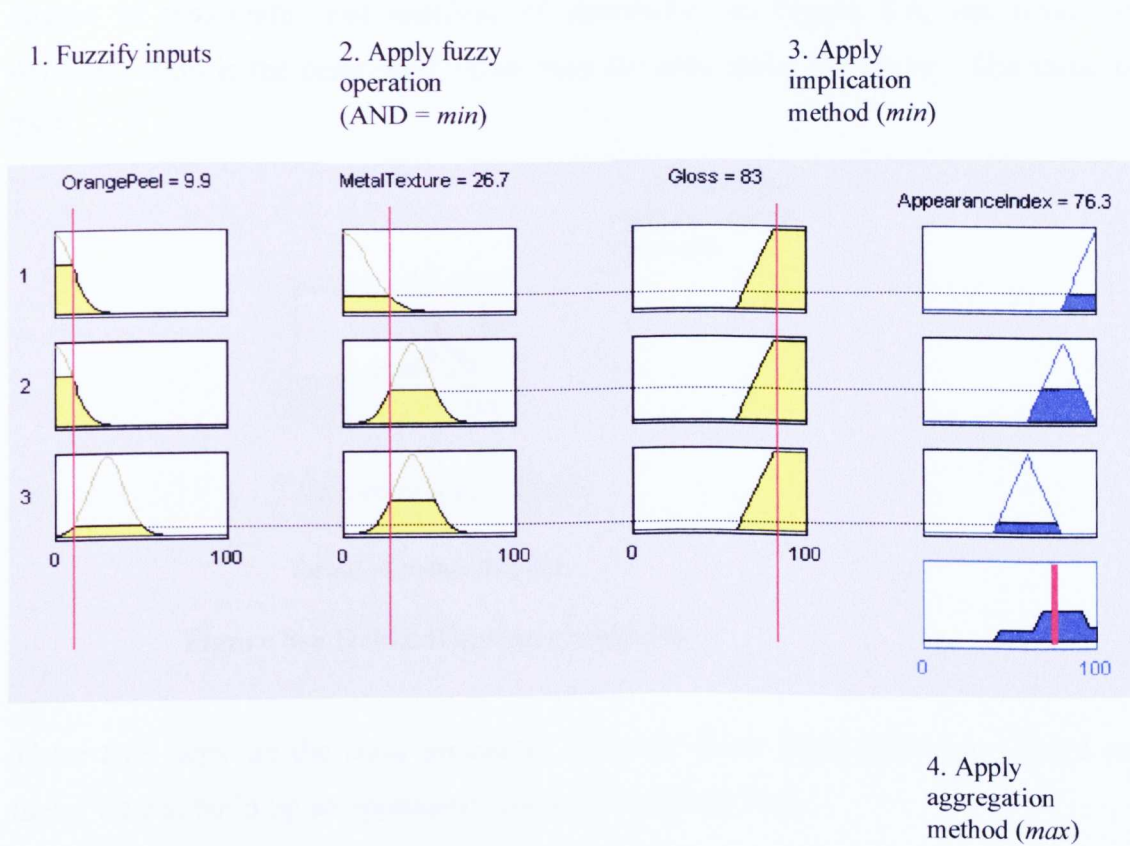 1. Fuzzify inputs
2. Apply fuzzy
operation
(AND = min)
3. Apply
implication
method (min)
OrangePeel = 9.9
MetalTexture = 26.7
Gloss = 83
AppearanceIndex = 76.3
1
2
3
0 100
0 100
0 100
0 100
4. Apply
aggregation
method (max)